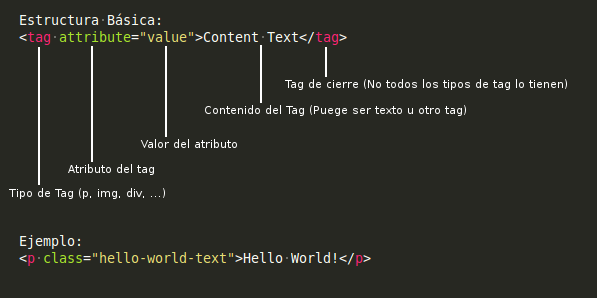 Estructura Básica:
<tag attribute="value">Content Text</tag>
Tag de cierre (No todos los tipos de tag lo tienen)
Contenido del Tag (Puege ser texto u otro tag)
Valor del atributo
Atributo del tag
Tipo de Tag (p, img, div, ...)
Ejemplo:
<p class="hello-world-text">Hello World!</p>